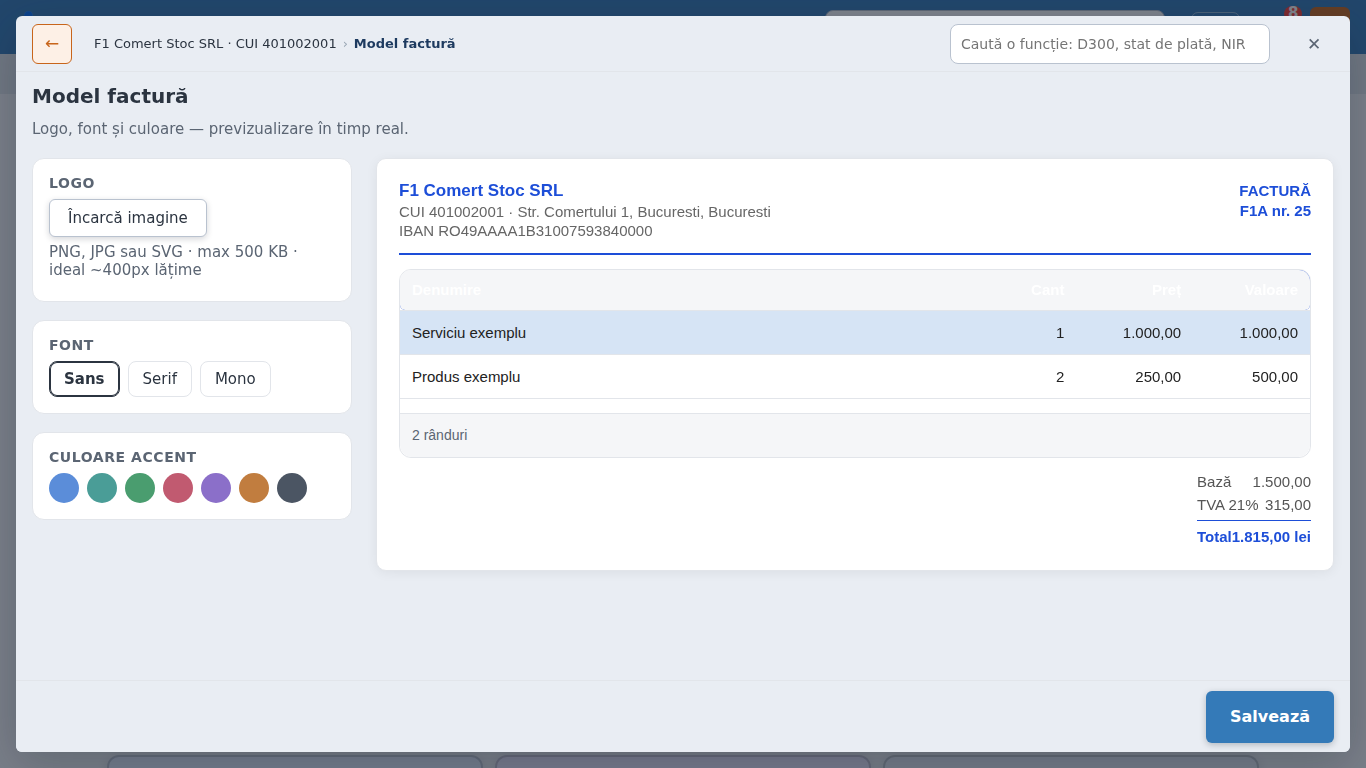 8
←
F1 Comert Stoc SRL · CUI 401002001 › Model factură
Caută o funcție: D300, stat de plată, NIR
✕
Model factură
Logo, font și culoare — previzualizare în timp real.
LOGO
Încarcă imagine
PNG, JPG sau SVG · max 500 KB ·
ideal ~400px lățime
FONT
Sans Serif Mono
CULOARE ACCENT
F1 Comert Stoc SRL
CUI 401002001 · Str. Comertului 1, Bucuresti, Bucuresti
IBAN RO49AAAA1B31007593840000
FACTURĂ
F1A nr. 25
Denumire Cant Preț Valoare
Serviciu exemplu 1 1.000,00 1.000,00
Produs exemplu 2 250,00 500,00
2 rânduri
Bază 1.500,00
TVA 21% 315,00
Total1.815,00 lei
Salvează